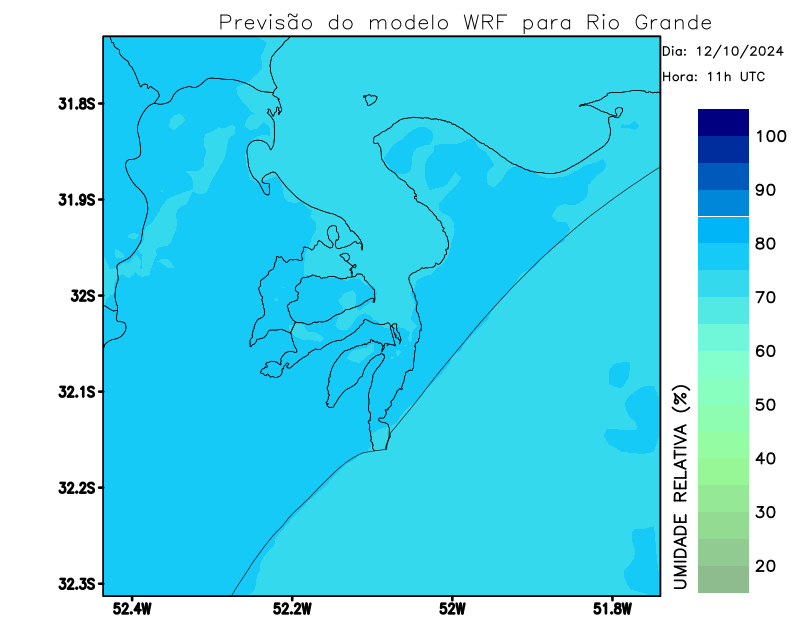 Previsão do modelo WRF para Rio Grande
Dia: 12/10/2024
Hora: 11h UTC
31.8S
31.9S
32S
32.1S
32.2S
32.3S
52.4W
52.2W
52W
51.8W
UMIDADE RELATIVA (%)
100
90
80
70
60
50
40
30
20